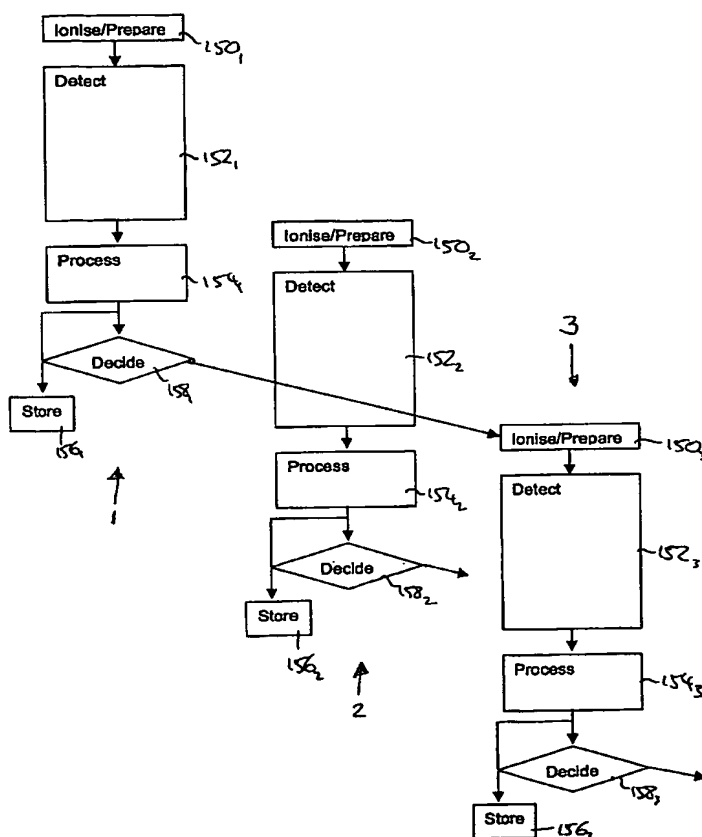 Ionise/Prepare
150₁
Detect
152₁
Process
154₁
Decide
158₁
Store
156₁
1
Ionise/Prepare
150₂
Detect
152₂
Process
154₂
Decide
158₂
Store
156₂
2
3
Ionise/Prepare
150₃
Detect
152₃
Process
154₃
Decide
158₃
Store
156₃